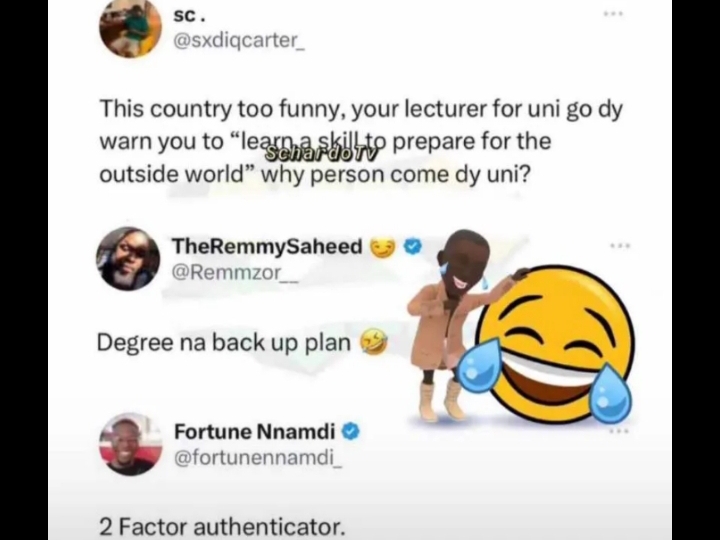 sc .
@sxdiqcarter_
This country too funny, your lecturer for uni go dy
warn you to “learn a skill to prepare for the
SchardoTv
outside world” why person come dy uni?
TheRemmySaheed 😏
@Remmzor__
Degree na back up plan 🤣
Fortune Nnamdi
@fortunennamdi_
2 Factor authenticator.